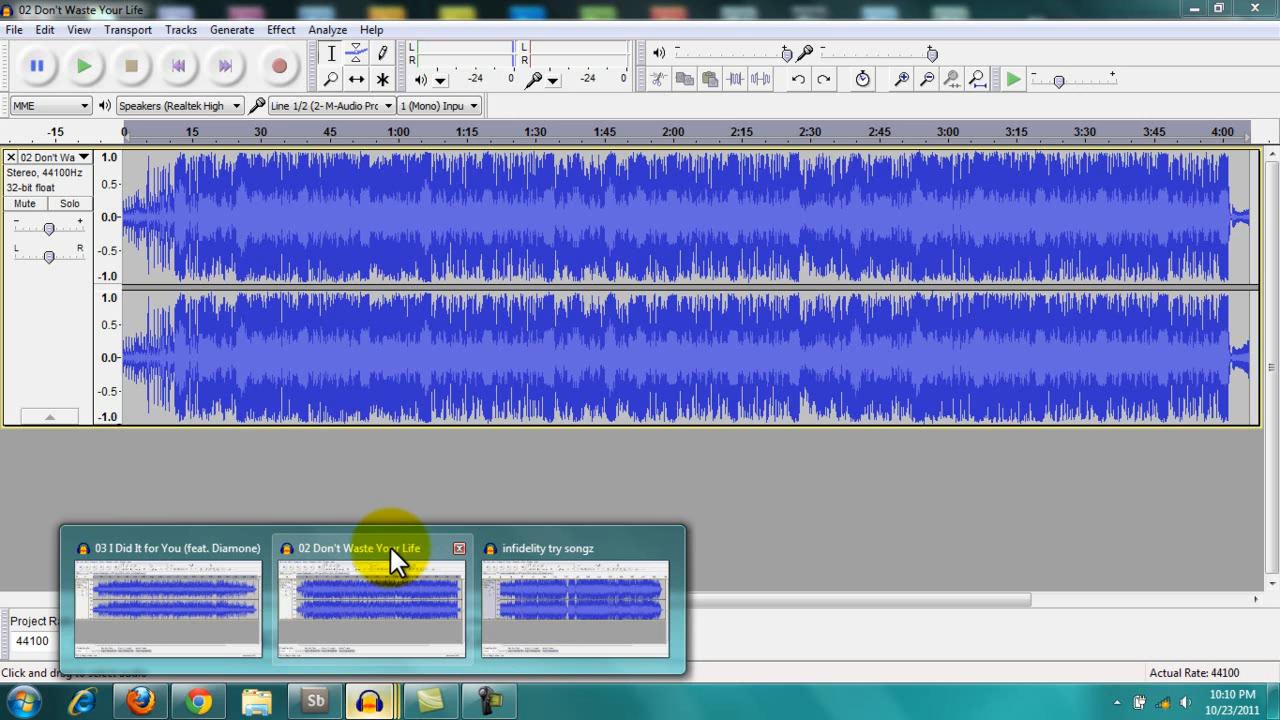 02 Don't Waste Your Life
File Edit View Transport Tracks Generate Effect Analyze Help
L R -24 0 L R -24 0
MME Speakers (Realtek High Line 1/2 (2- M-Audio Pro 1 (Mono) Inpu
-15 0 15 30 45 1:00 1:15 1:30 1:45 2:00 2:15 2:30 2:45 3:00 3:15 3:30 3:45 4:00
02 Don't Wa
Stereo, 44100Hz
32-bit float
Mute Solo
- +
L R
1.0
0.5
0.0
-0.5
-1.0
1.0
0.5
0.0
-0.5
-1.0
03 I Did It for You (feat. Diamone)
02 Don't Waste Your Life
infidelity try songz
Project Ra
44100
Click and drag to select audio
Actual Rate: 44100
Sb
10:10 PM
10/23/2011